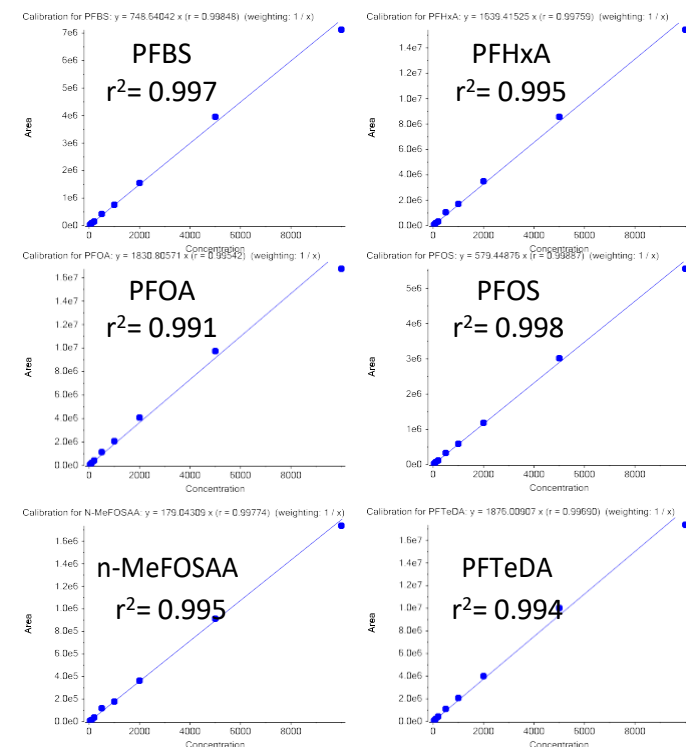 Calibration for PFBS: y = 748.64042 x (r = 0.99848) (weighting: 1 / x)
PFBS
r²= 0.997
7e6
6e6
5e6
4e6
3e6
2e6
1e6
0e0
Area
0 2000 4000 6000 8000
Concentration
Calibration for PFHxA: y = 1639.41525 x (r = 0.99759) (weighting: 1 / x)
PFHxA
r²= 0.995
1.4e7
1.2e7
1.0e7
8.0e6
6.0e6
4.0e6
2.0e6
0.0e0
Area
0 2000 4000 6000 8000
Concentration
Calibration for PFOA: y = 1830.80571 x (r = 0.99542) (weighting: 1 / x)
PFOA
r²= 0.991
1.6e7
1.4e7
1.2e7
1.0e7
8.0e6
6.0e6
4.0e6
2.0e6
0.0e0
Area
0 2000 4000 6000 8000
Concentration
Calibration for PFOS: y = 579.44876 x (r = 0.99887) (weighting: 1 / x)
PFOS
r²= 0.998
5e6
4e6
3e6
2e6
1e6
0e0
Area
0 2000 4000 6000 8000
Concentration
Calibration for N-MeFOSAA: y = 179.04309 x (r = 0.99774) (weighting: 1 / x)
n-MeFOSAA
r²= 0.995
1.6e6
1.4e6
1.2e6
1.0e6
8.0e5
6.0e5
4.0e5
2.0e5
0.0e0
Area
0 2000 4000 6000 8000
Concentration
Calibration for PFTeDA: y = 1876.00907 x (r = 0.99690) (weighting: 1 / x)
PFTeDA
r²= 0.994
1.6e7
1.4e7
1.2e7
1.0e7
8.0e6
6.0e6
4.0e6
2.0e6
0.0e0
Area
0 2000 4000 6000 8000
Concentration